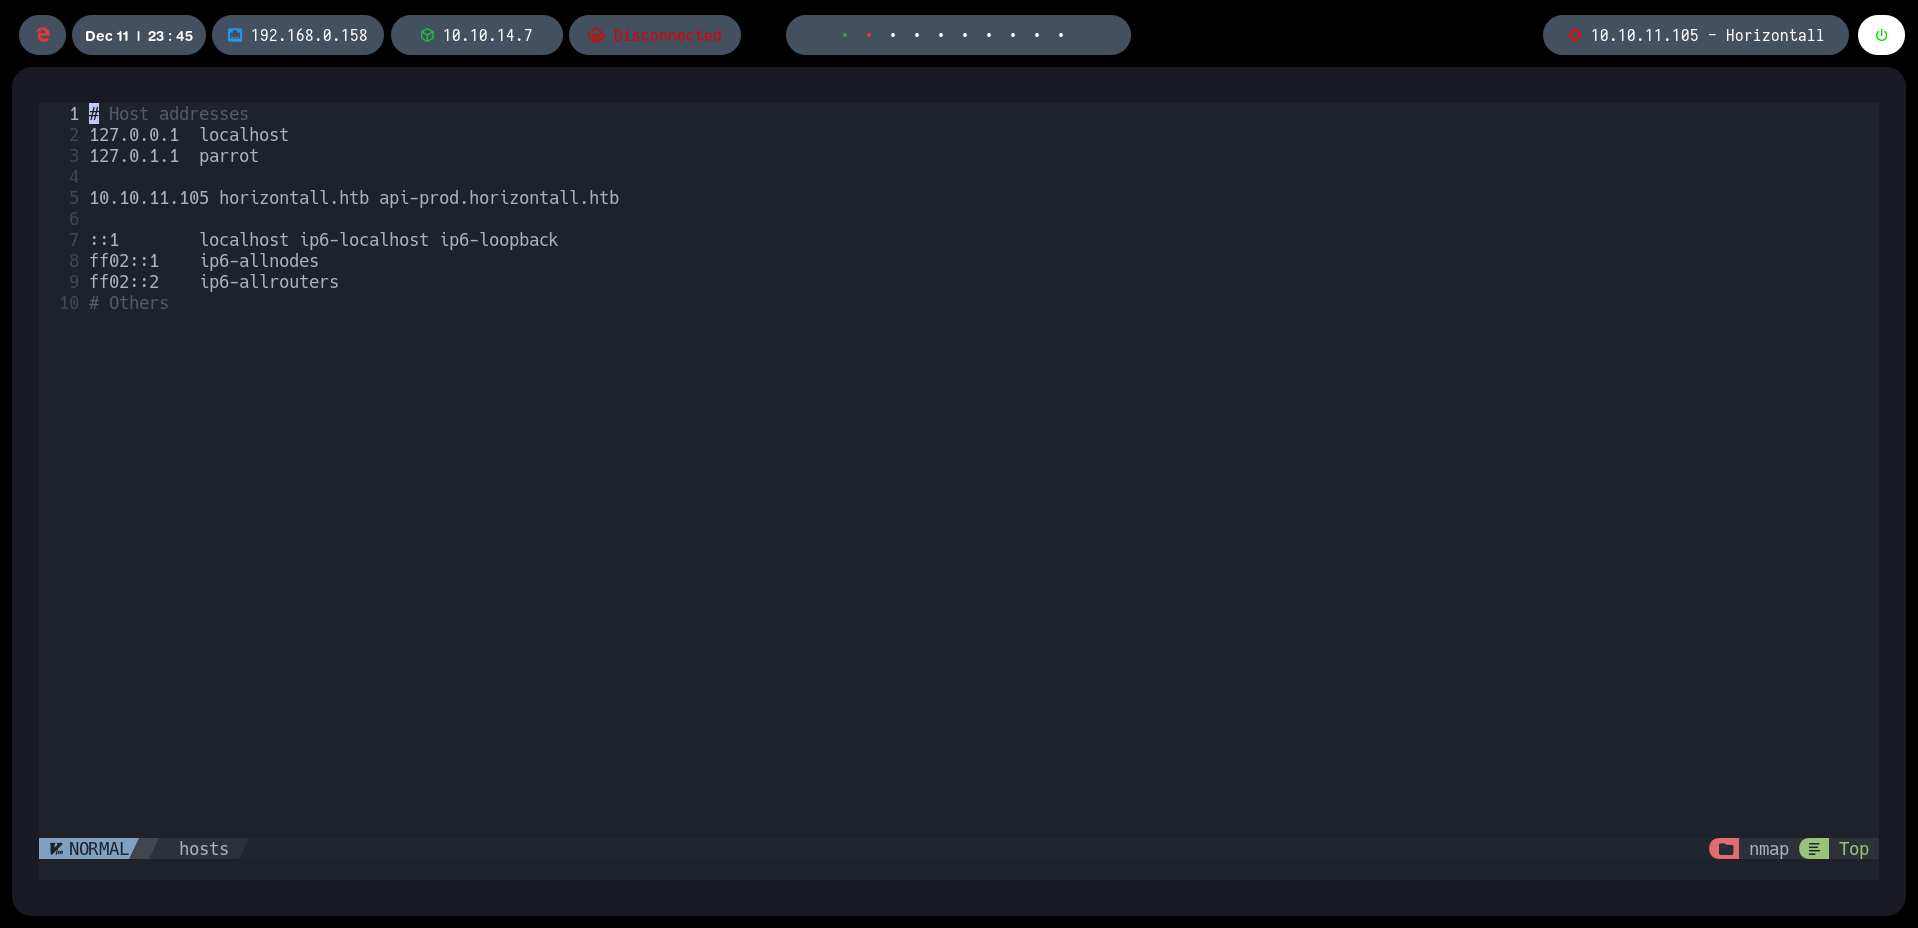 Dec 11 | 23 : 45 192.168.0.158 10.10.14.7 Disconnected 10.10.11.105 - Horizontall
1 # Host addresses
2 127.0.0.1 localhost
3 127.0.1.1 parrot
4
5 10.10.11.105 horizontall.htb api-prod.horizontall.htb
6
7 ::1 localhost ip6-localhost ip6-loopback
8 ff02::1 ip6-allnodes
9 ff02::2 ip6-allrouters
10 # Others
NORMAL hosts nmap Top